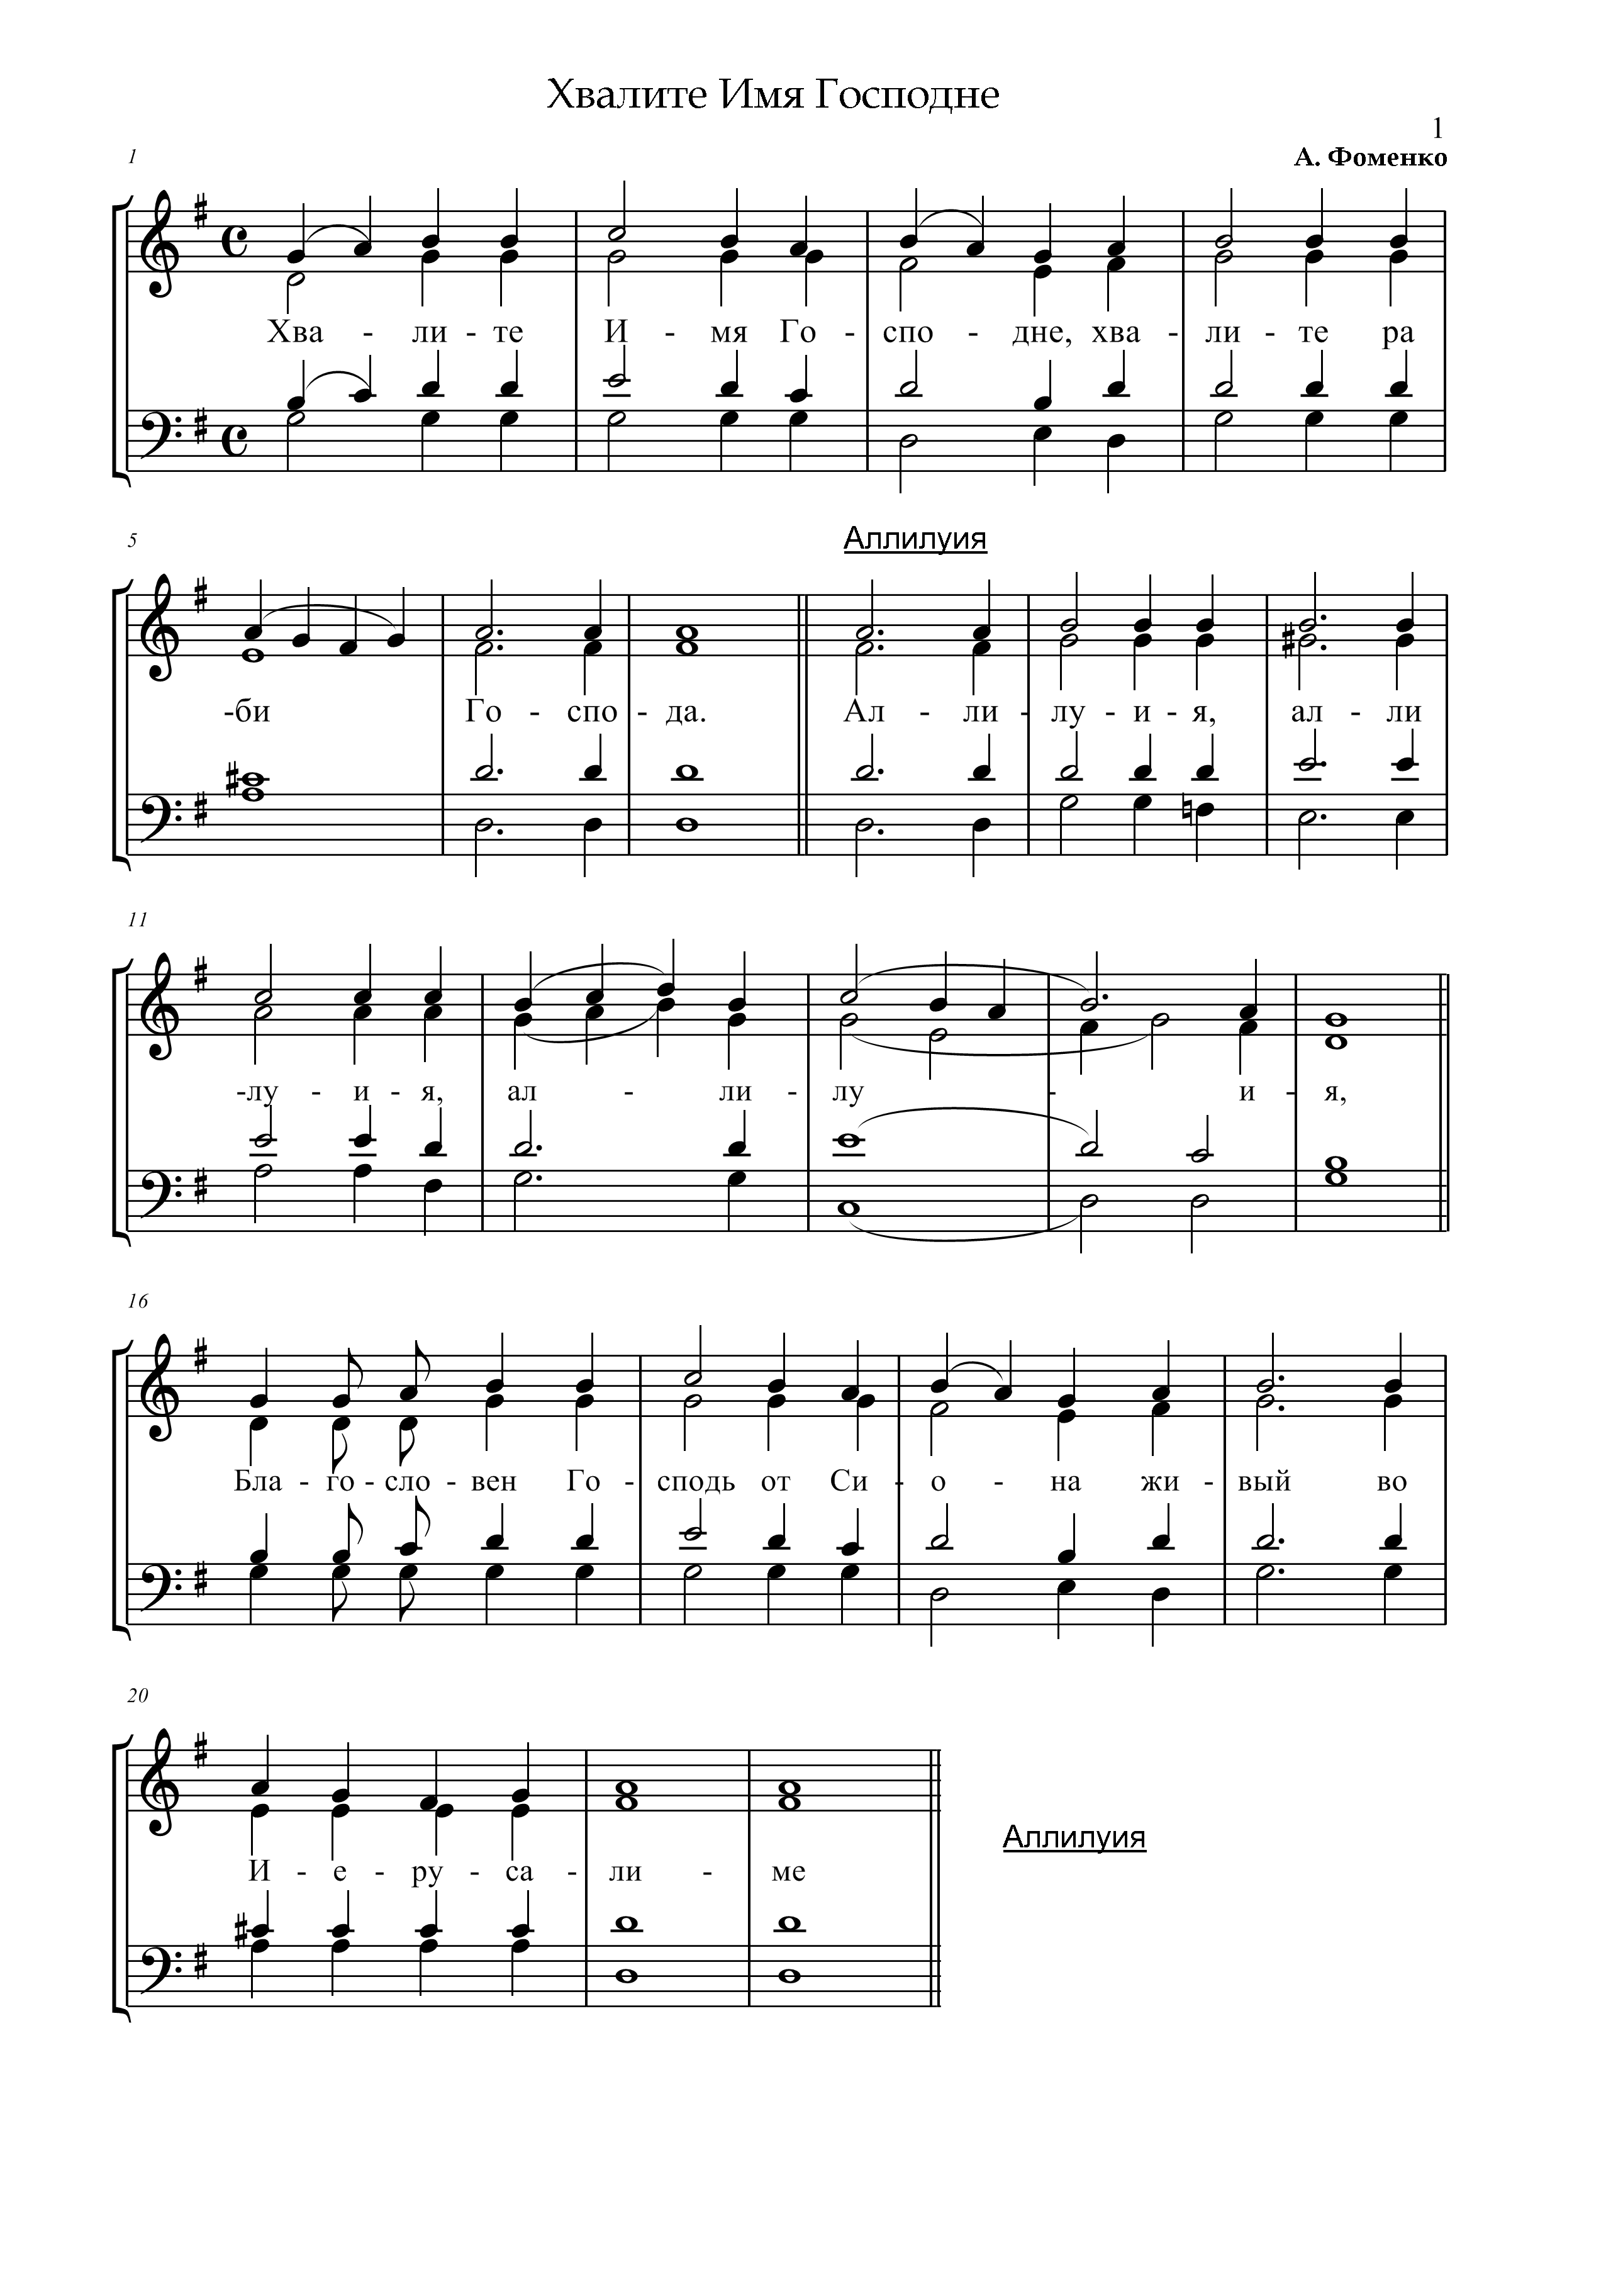 Хвалите Имя Господне
1
1
А. Фоменко
Хва - ли - те И - мя Го - спо - дне, хва - ли - те ра
5
Аллилуия
-би Го - спо - да. Ал - ли - лу - и - я, ал - ли
11
-лу - и - я, ал - ли - лу - и - я,
16
Бла - го - сло - вен Го - сподь от Си - о - на жи - вый во
20
Аллилуия
И - е - ру - са - ли - ме